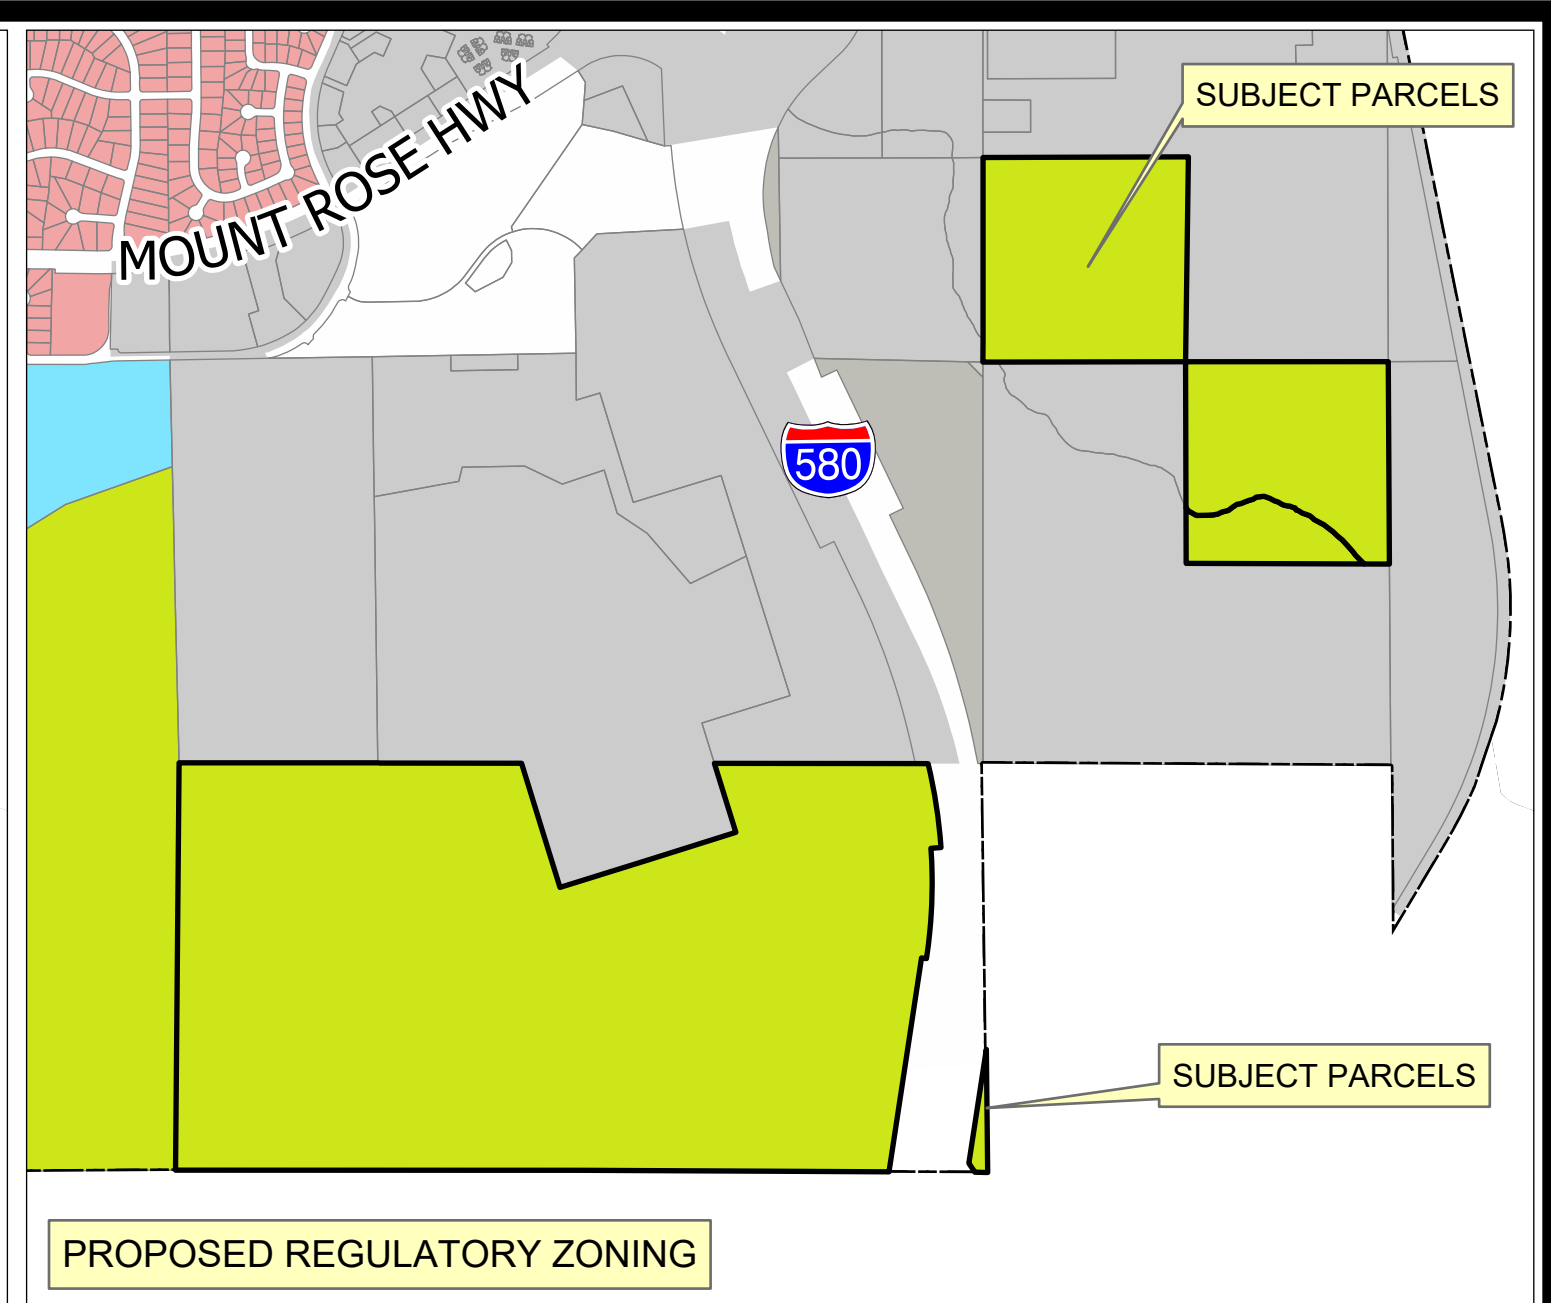 SUBJECT PARCELS
MOUNT ROSE HWY
580
SUBJECT PARCELS
PROPOSED REGULATORY ZONING